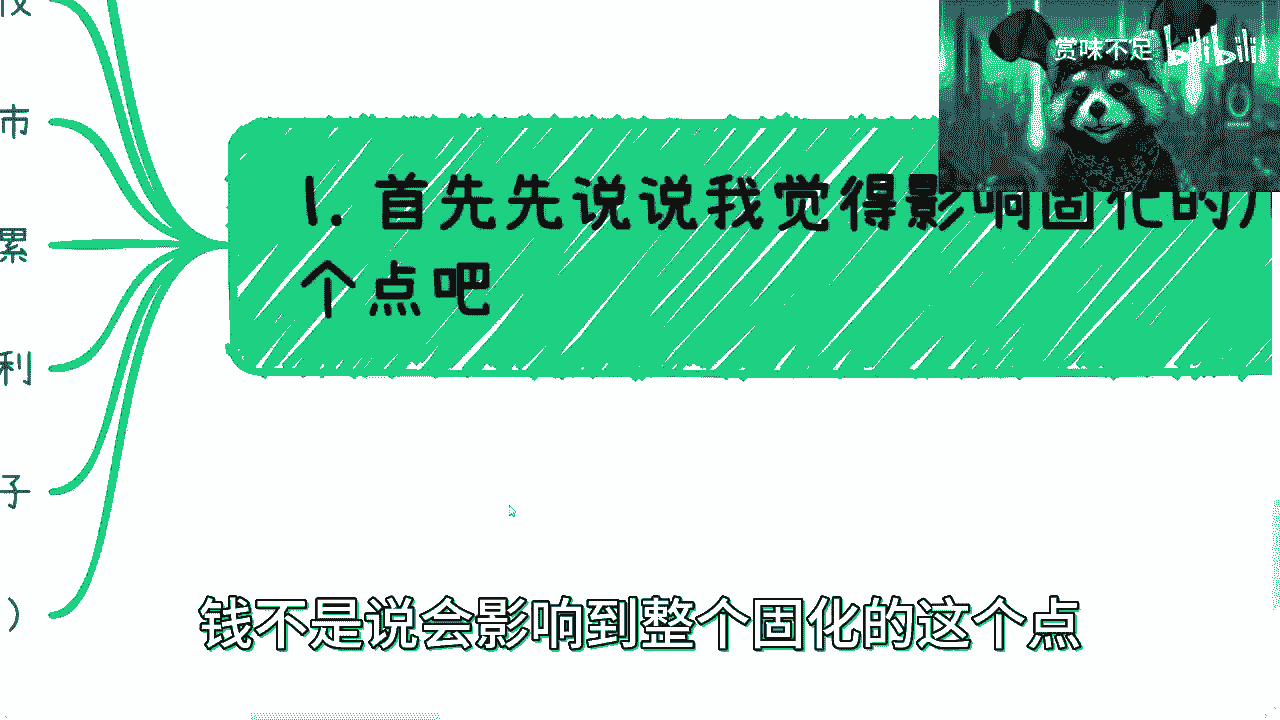 赏味不足 bilibili
市
1. 首先先说说我觉得影响固化的
个点吧
累
利
子
）
钱不是说会影响到整个固化的这个点